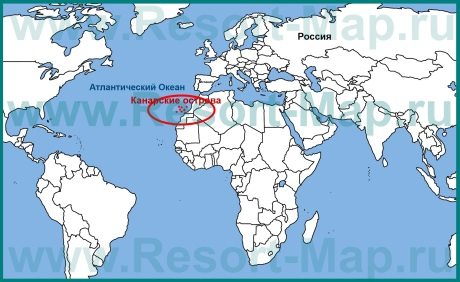 www.Resort-Map.ru
Россия
Атлантический Океан
Канарские острова
www.Resort-Map.ru
www.Resort-Map.ru